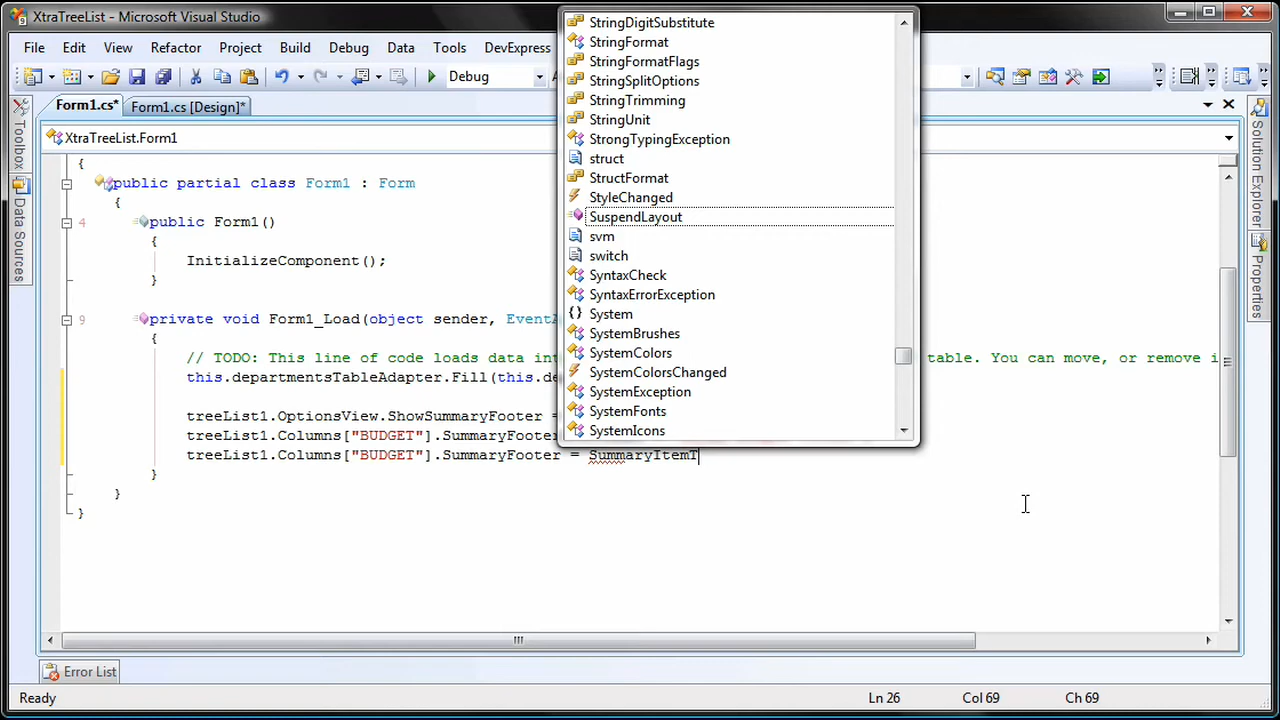 XtraTreeList - Microsoft Visual Studio
File Edit View Refactor Project Build Debug Data Tools DevExpress
Debug
Form1.cs* Form1.cs [Design]*
XtraTreeList.Form1
Toolbox
Data Sources
Solution Explorer
Properties
{
public partial class Form1 : Form
{
4 public Form1()
{
InitializeComponent();
}
9 private void Form1_Load(object sender,
{
// TODO: This line of code loads data table. You can move, or remove
this.departmentsTableAdapter.Fill(this.
treeList1.OptionsView.ShowSummaryFooter =
treeList1.Columns["BUDGET"].SummaryFooter
treeList1.Columns["BUDGET"].SummaryFooter = SummaryItemT
}
}
}
StringDigitSubstitute
StringFormat
StringFormatFlags
StringSplitOptions
StringTrimming
StringUnit
StrongTypingException
struct
StructFormat
StyleChanged
SuspendLayout
svm
switch
SyntaxCheck
SyntaxErrorException
{} System
SystemBrushes
SystemColors
SystemColorsChanged
SystemException
SystemFonts
SystemIcons
Error List
Ready Ln 26 Col 69 Ch 69